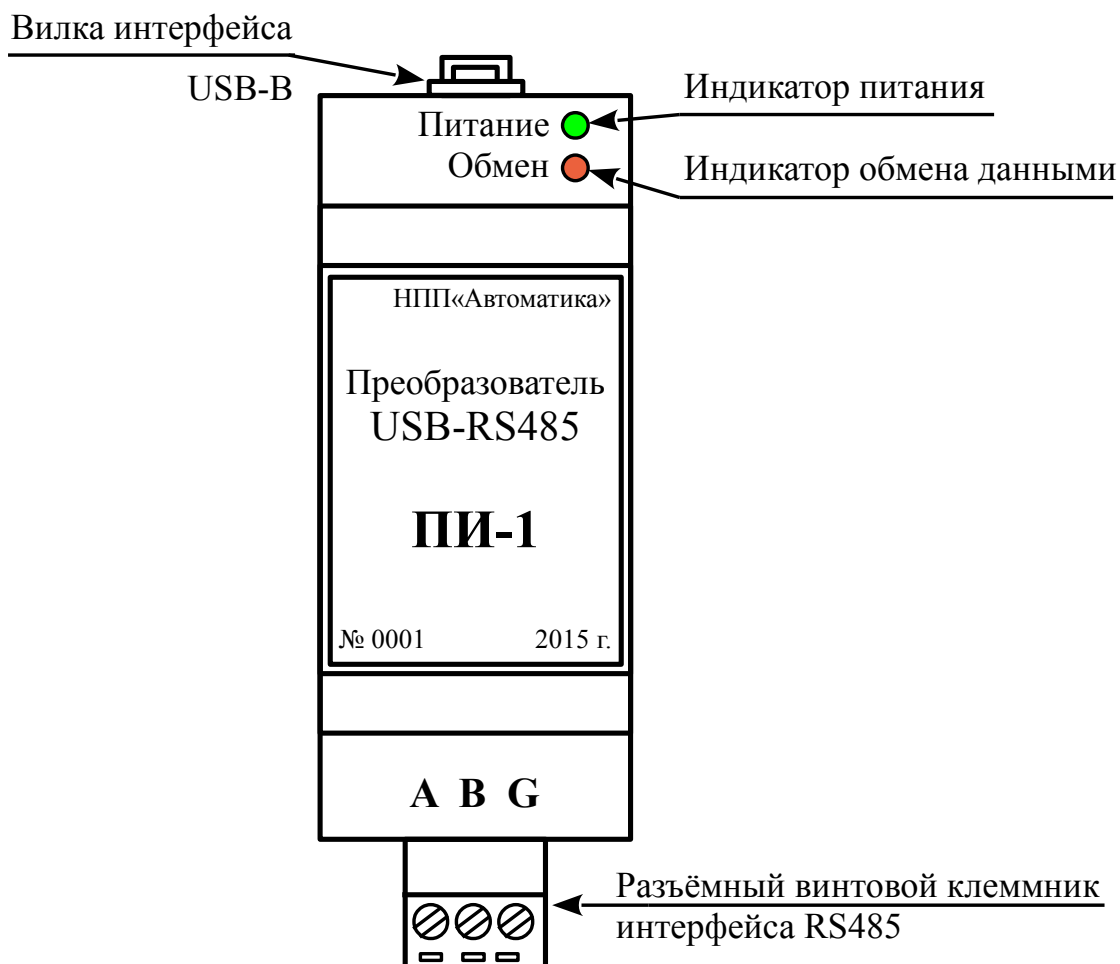 Вилка интерфейса
USB-B
Питание
Обмен
Индикатор питания
Индикатор обмена данными
НПП«Автоматика»
Преобразователь
USB-RS485
ПИ-1
№ 0001 2015 г.
A B G
Разъёмный винтовой клеммник
интерфейса RS485